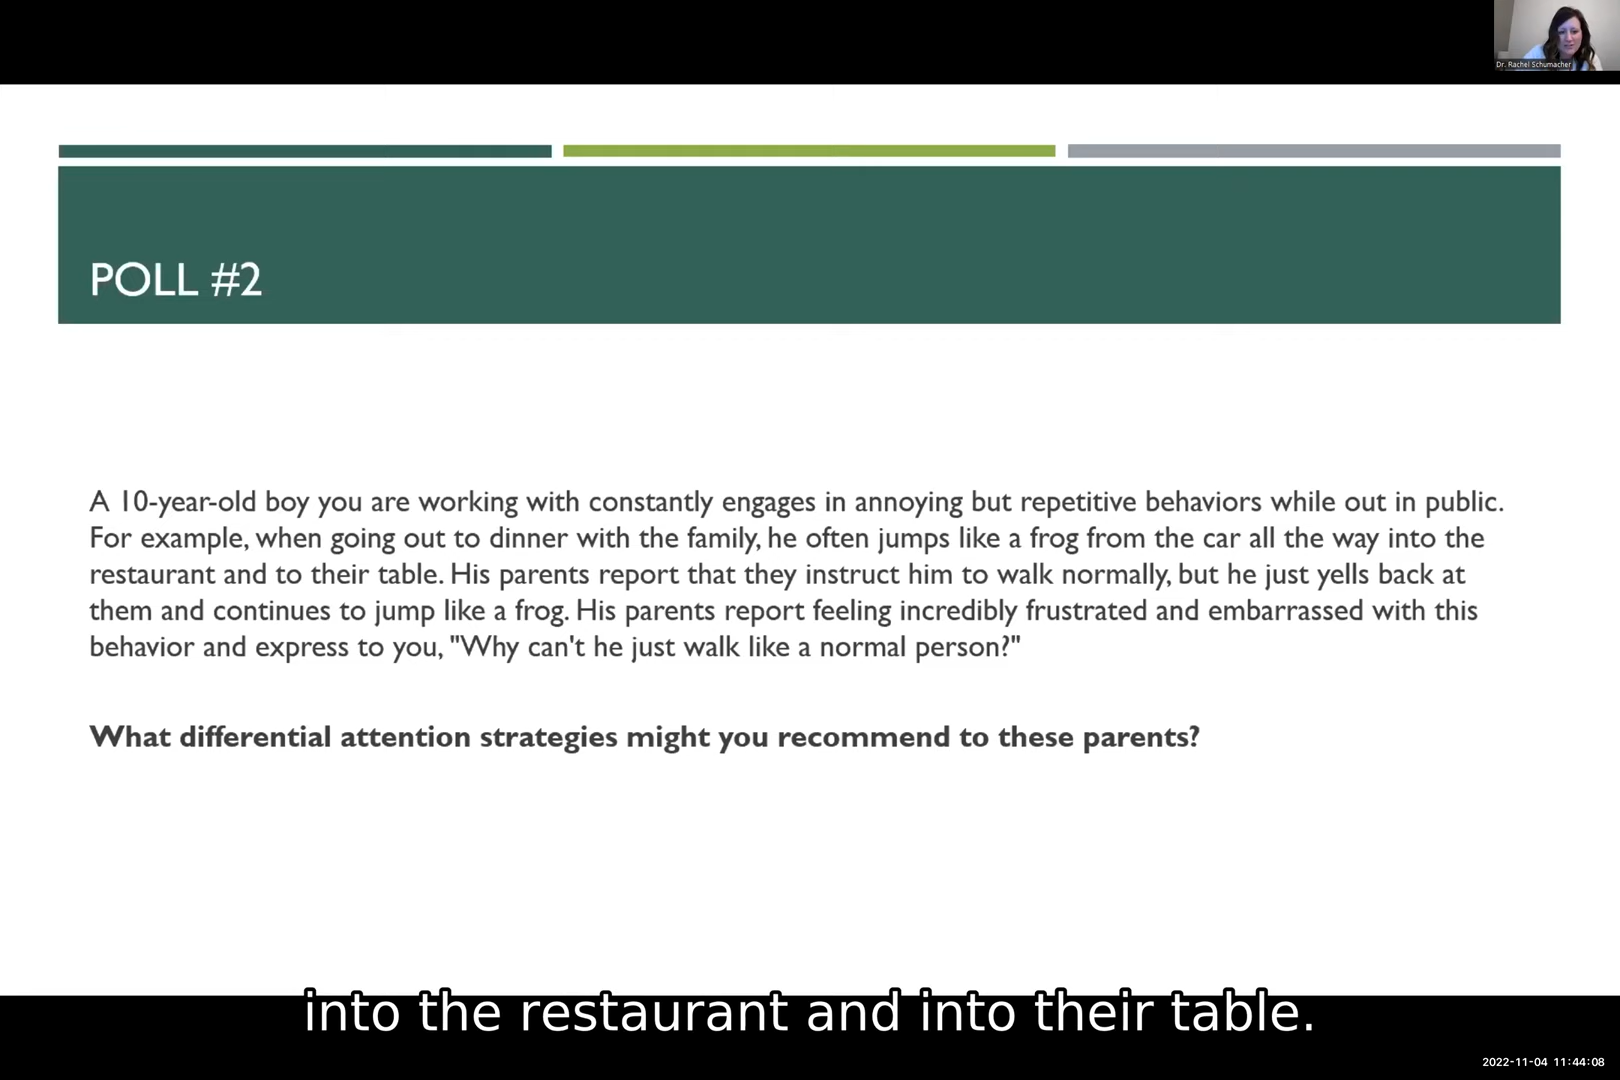 Dr. Rachel Schumacher
POLL #2
A 10-year-old boy you are working with constantly engages in annoying but repetitive behaviors while out in public.
For example, when going out to dinner with the family, he often jumps like a frog from the car all the way into the
restaurant and to their table. His parents report that they instruct him to walk normally, but he just yells back at
them and continues to jump like a frog. His parents report feeling incredibly frustrated and embarrassed with this
behavior and express to you, "Why can't he just walk like a normal person?"
What differential attention strategies might you recommend to these parents?
into the restaurant and into their table.
2022-11-04 11:44:08